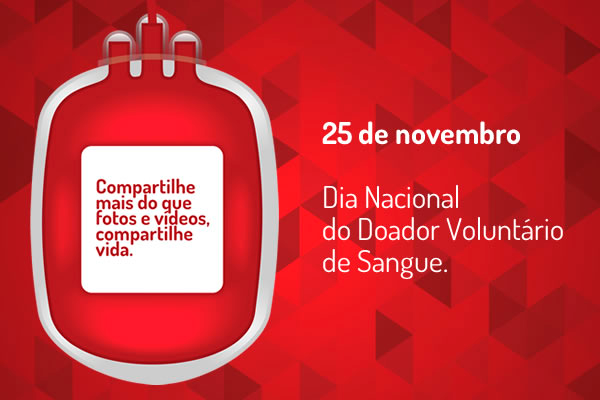 Compartilhe
mais do que
fotos e vídeos,
compartilhe
vida.
25 de novembro
Dia Nacional
do Doador Voluntário
de Sangue.